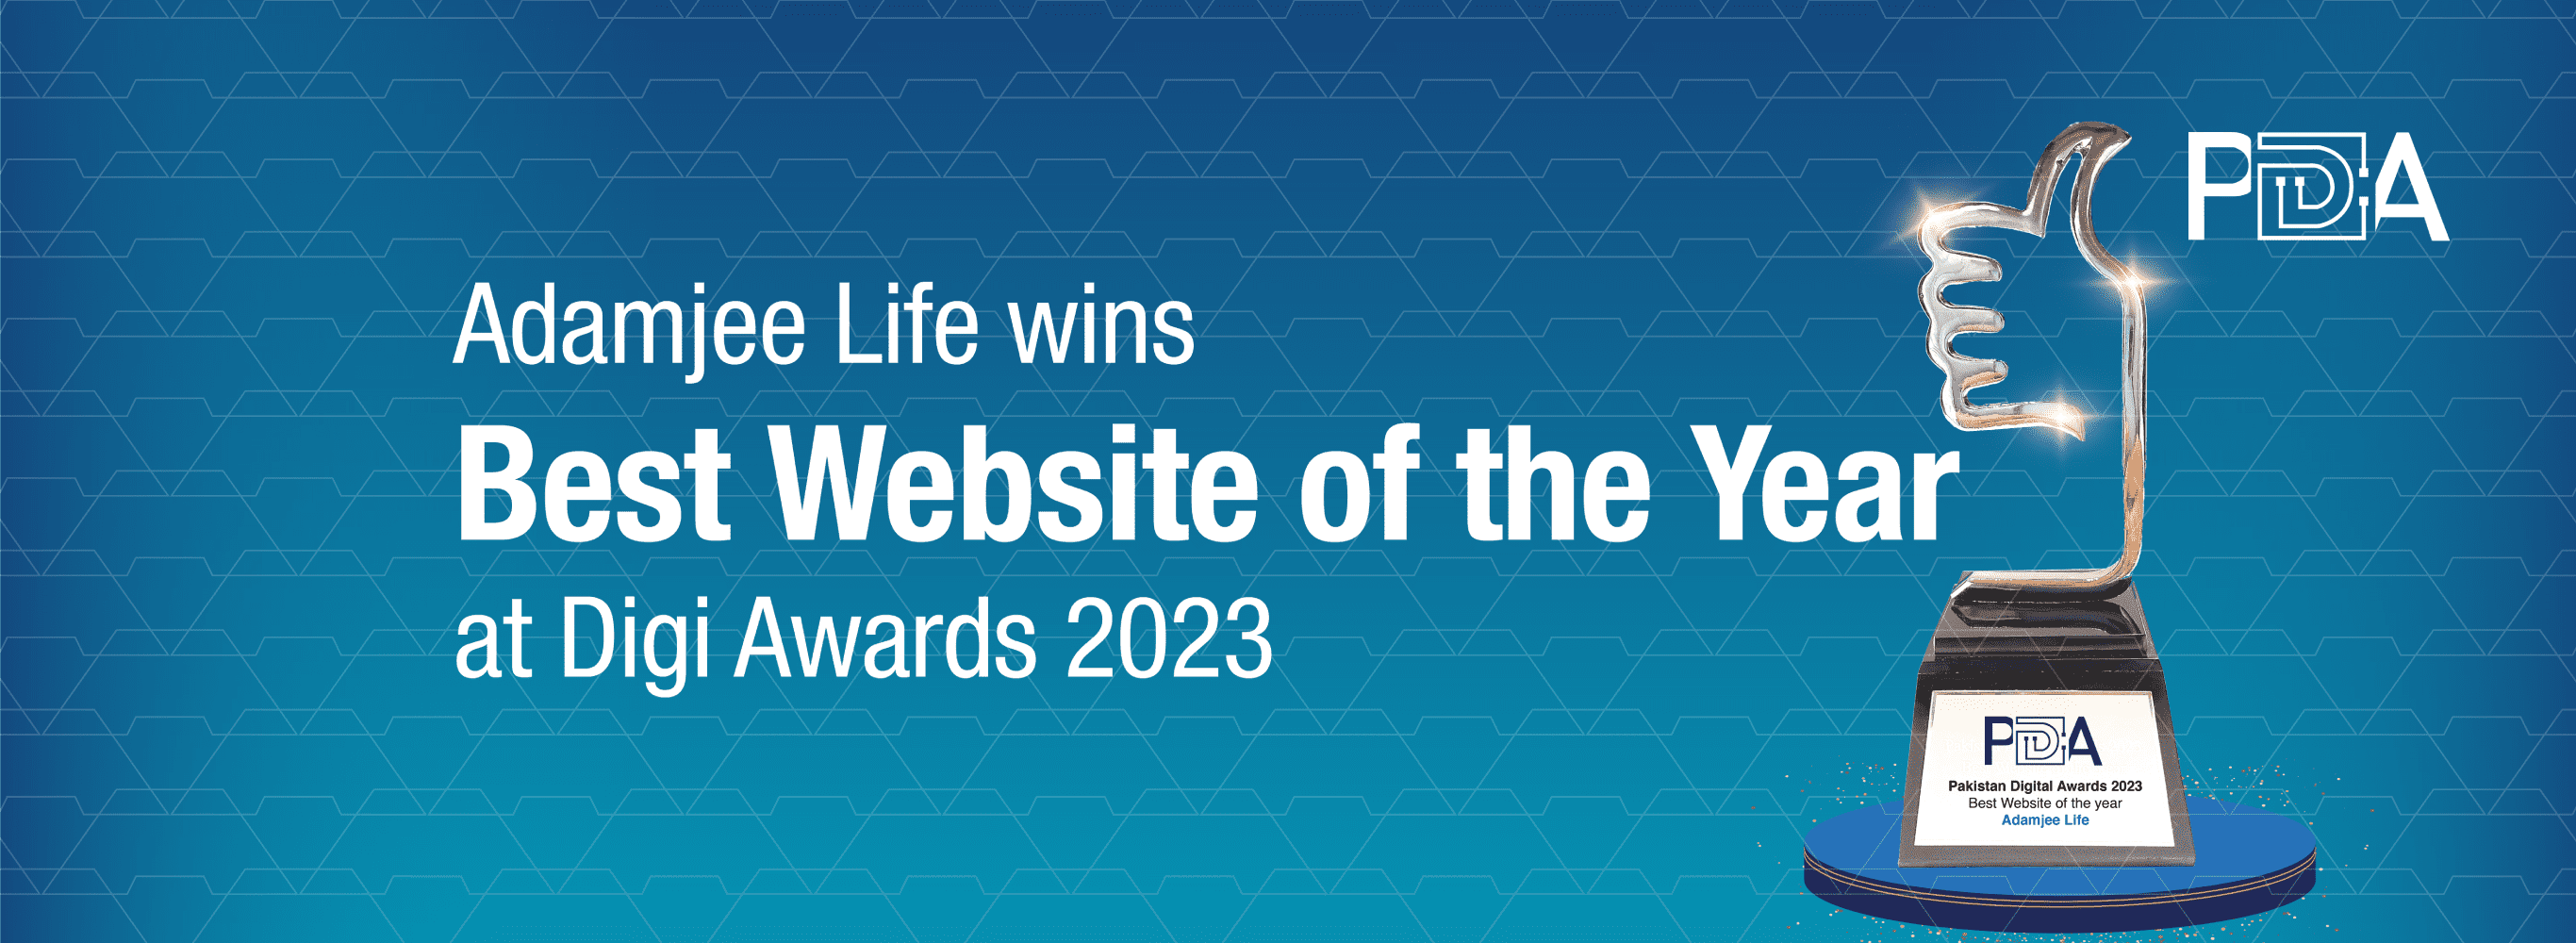 PDA
Adamjee Life wins
Best Website of the Year
at Digi Awards 2023
PDA
Pakistan Digital Awards 2023
Best Website of the year
Adamjee Life